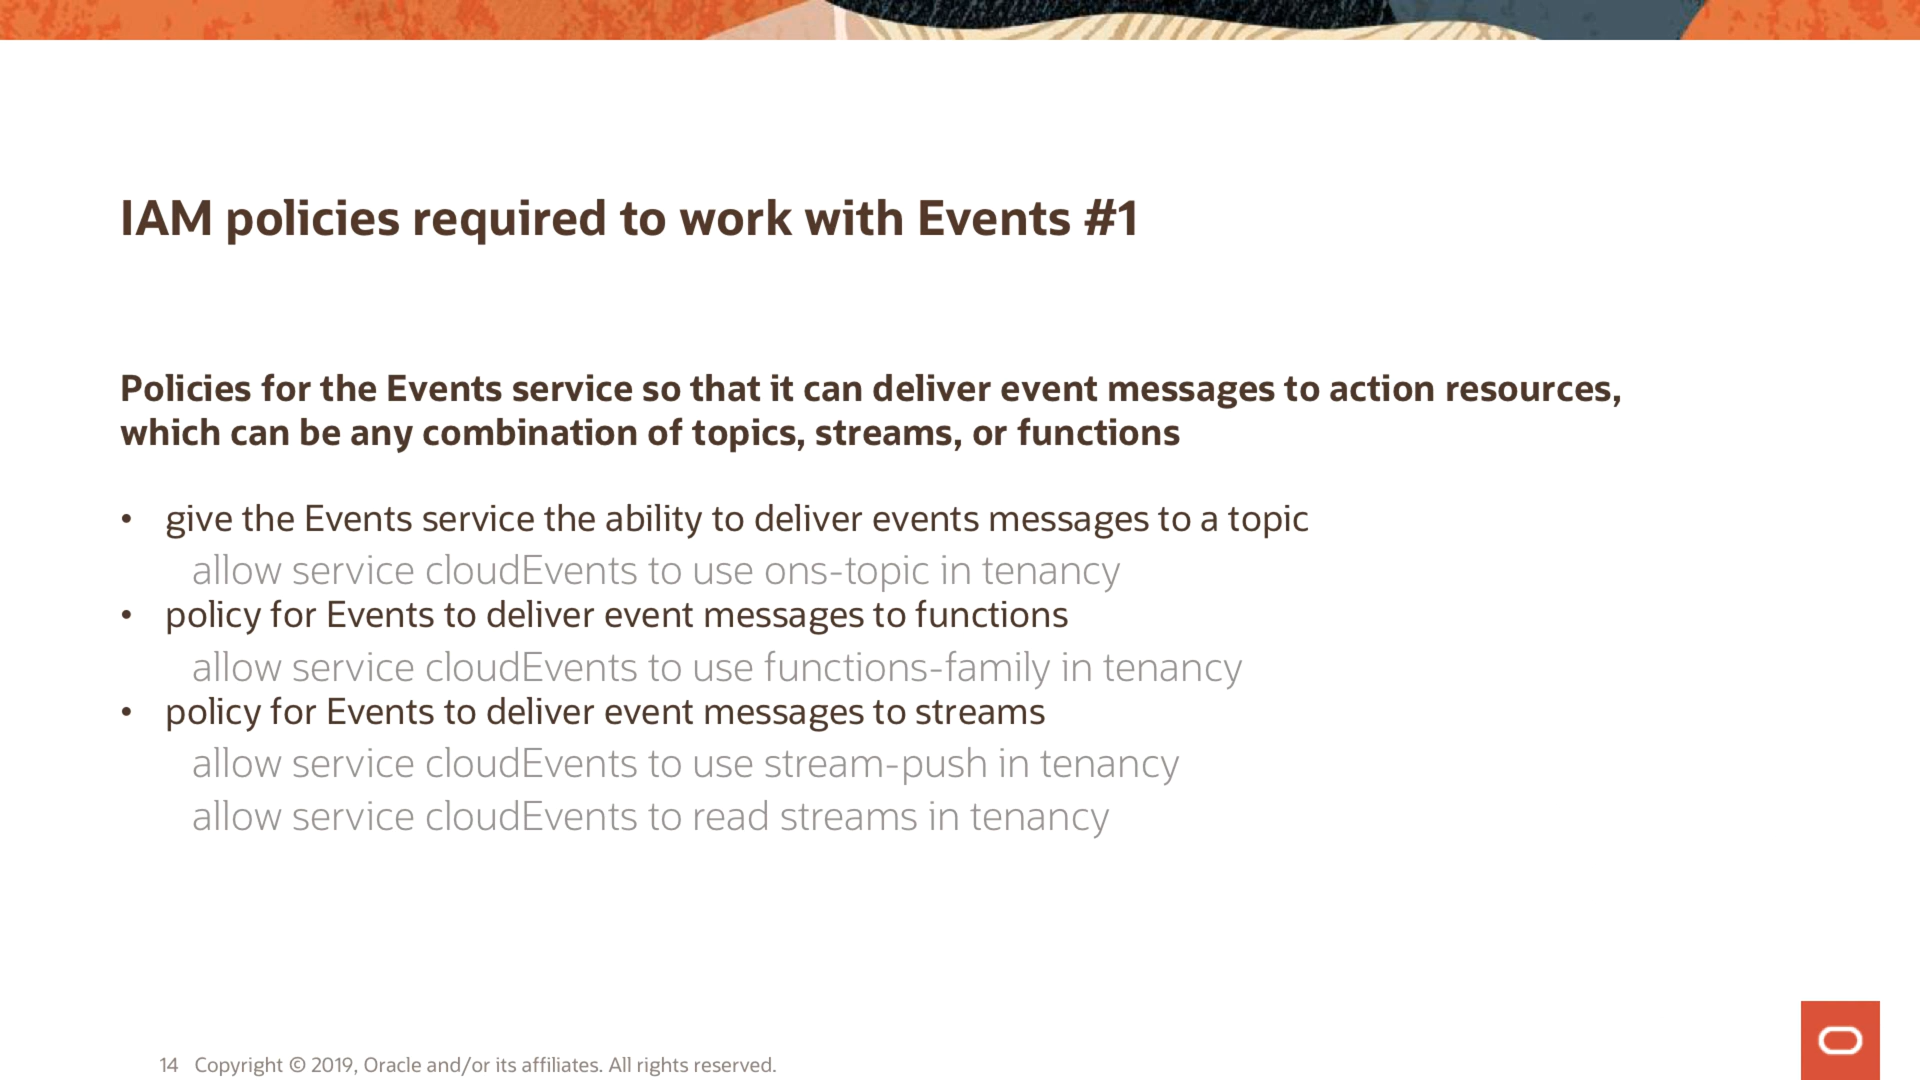 IAM policies required to work with Events #1
Policies for the Events service so that it can deliver event messages to action resources,
which can be any combination of topics, streams, or functions
• give the Events service the ability to deliver events messages to a topic
allow service cloudEvents to use ons-topic in tenancy
• policy for Events to deliver event messages to functions
allow service cloudEvents to use functions-family in tenancy
• policy for Events to deliver event messages to streams
allow service cloudEvents to use stream-push in tenancy
allow service cloudEvents to read streams in tenancy
14 Copyright © 2019, Oracle and/or its affiliates. All rights reserved.